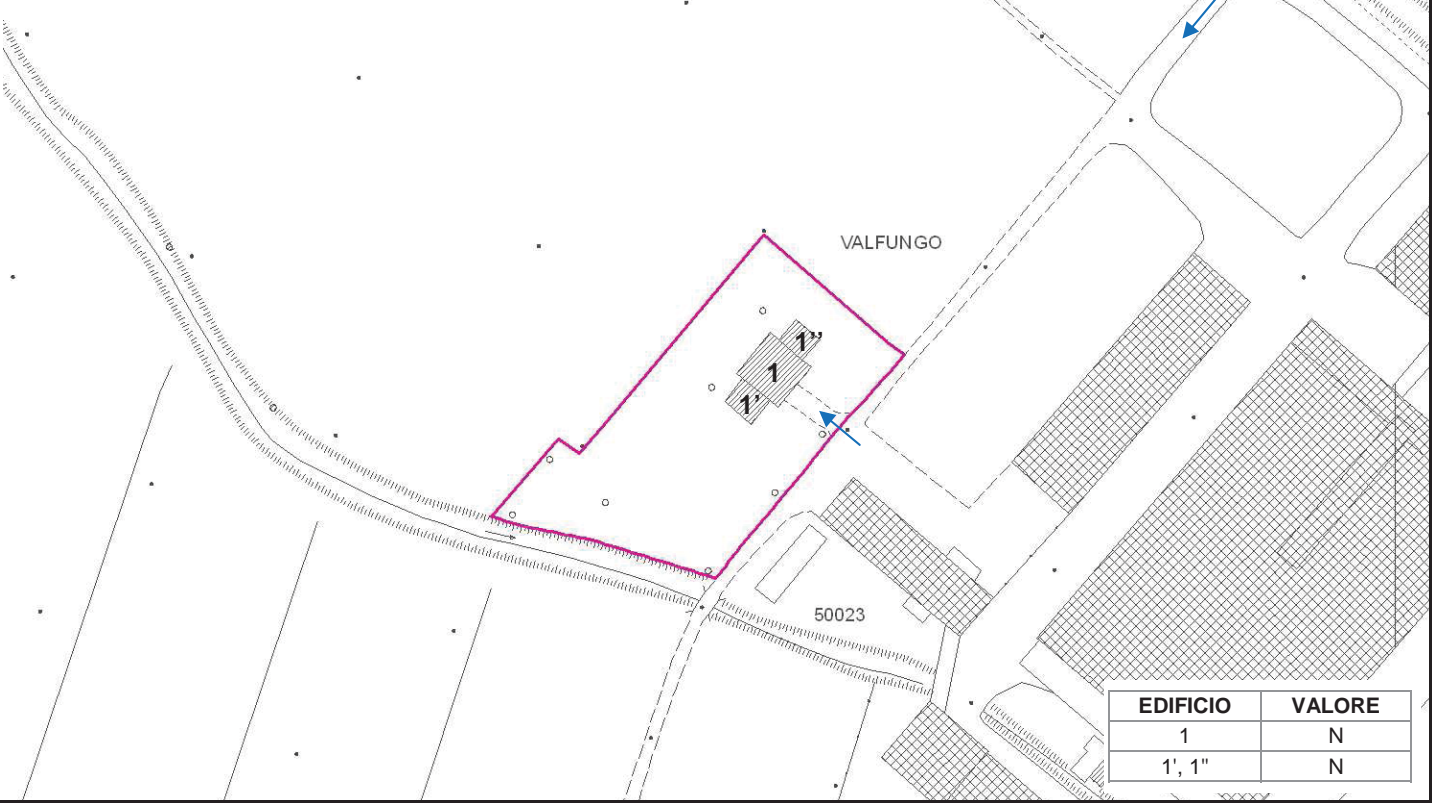 VALFUNGO
1''
1
1'
50023
EDIFICIO VALORE
1 N
1', 1" N